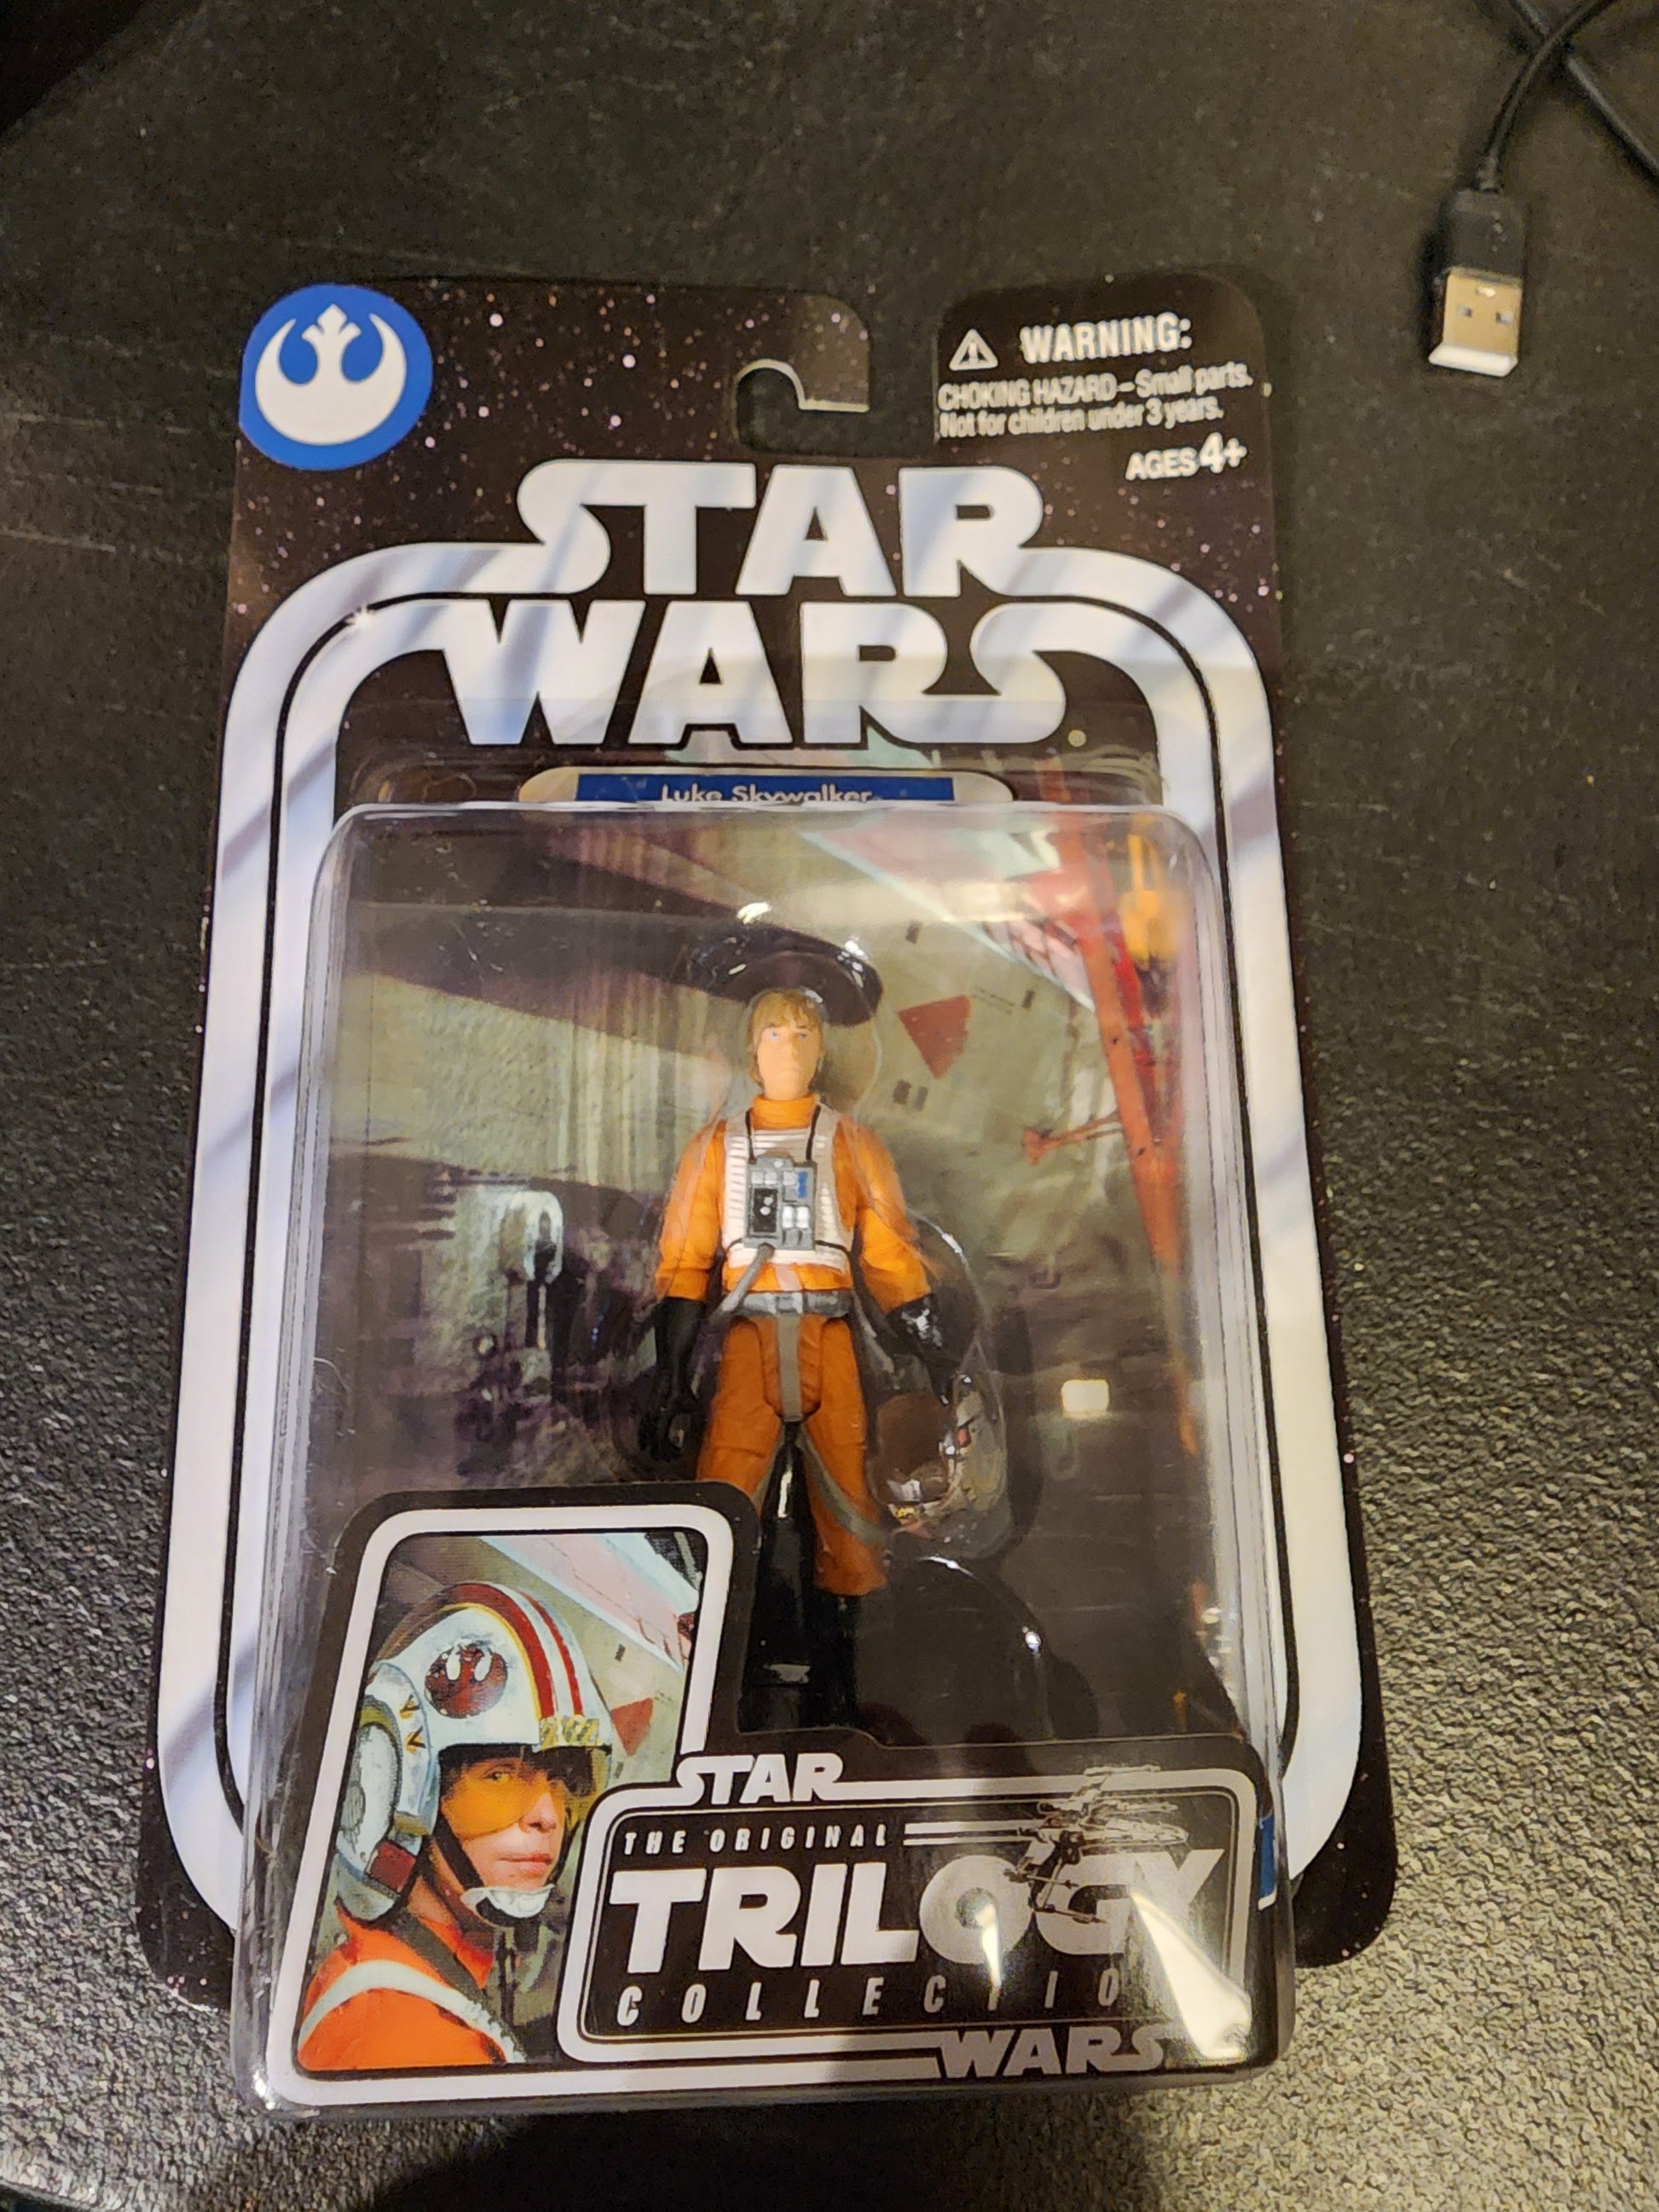 WARNING:
CHOKING HAZARD – Small parts.
Not for children under 3 years.
AGES 4+
STAR
WARS
Luke Skywalker
STAR
THE ORIGINAL
TRILOGY
COLLECTION
WARS